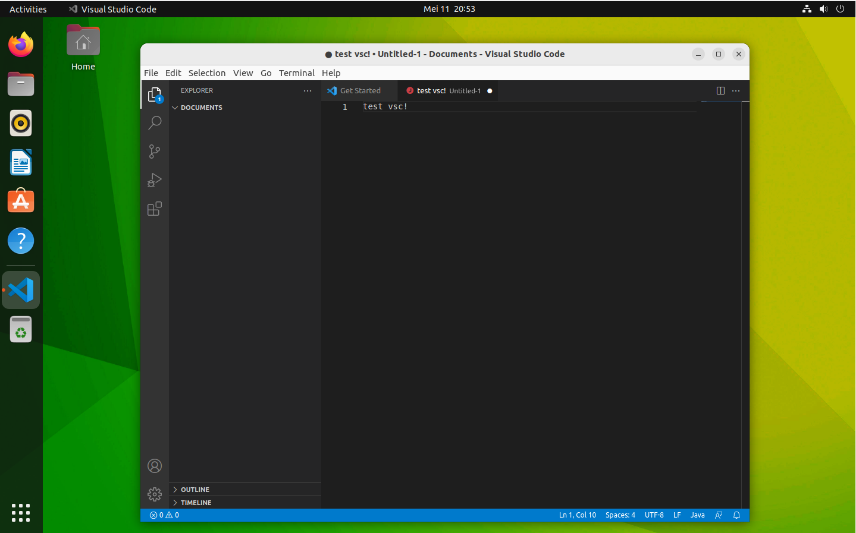 Activities Visual Studio Code Mei 11 20:53
Home
● test vsc! • Untitled-1 - Documents - Visual Studio Code
File Edit Selection View Go Terminal Help
EXPLORER ··· Get Started test vsc! Untitled-1 ● ···
DOCUMENTS
1 test vsc!
1
OUTLINE
TIMELINE
0 0 Ln 1, Col 10 Spaces: 4 UTF-8 LF Java